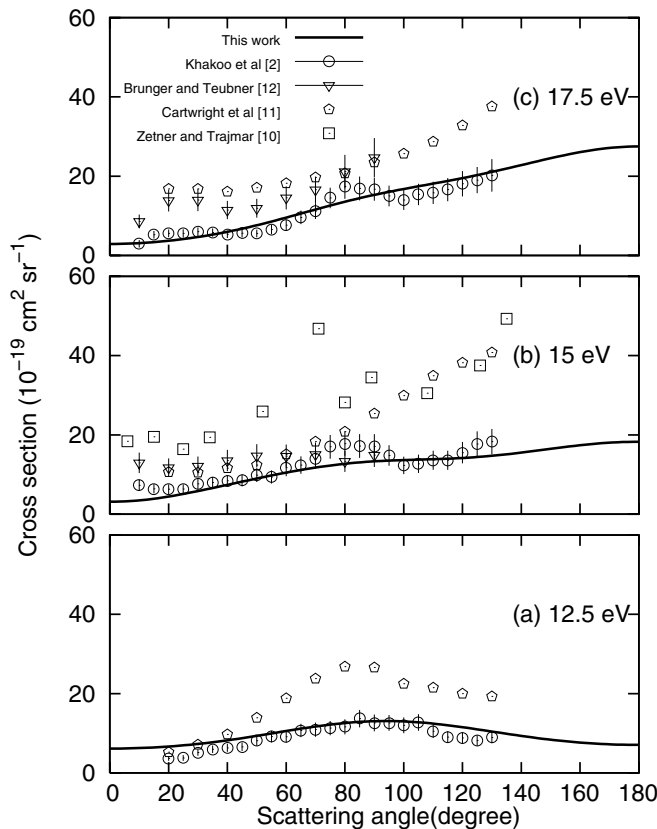 60
40
20
0
This work
Khakoo et al [2]
Brunger and Teubner [12]
Cartwright et al [11]
Zetner and Trajmar [10]
(c) 17.5 eV
60
40
20
0
(b) 15 eV
60
40
20
0
(a) 12.5 eV
0 20 40 60 80 100 120 140 160 180
Scattering angle(degree)
Cross section (10⁻¹⁹ cm² sr⁻¹)